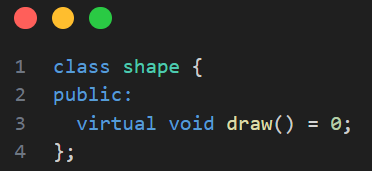 1 class shape {
2 public:
3   virtual void draw() = 0;
4 };